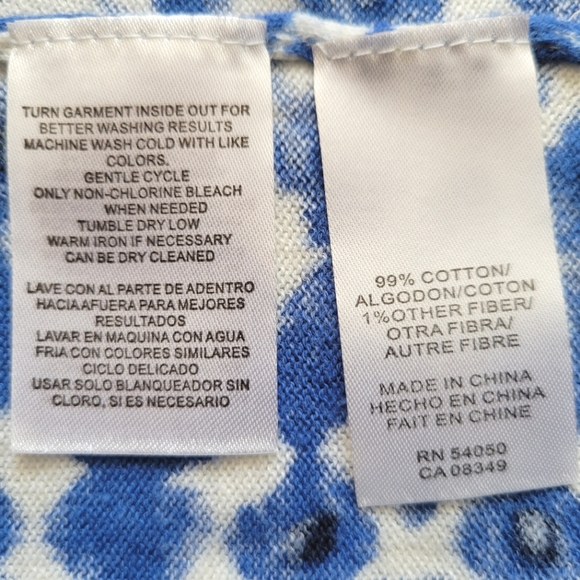 TURN GARMENT INSIDE OUT FOR
BETTER WASHING RESULTS
MACHINE WASH COLD WITH LIKE
COLORS.
GENTLE CYCLE
ONLY NON-CHLORINE BLEACH
WHEN NEEDED
TUMBLE DRY LOW
WARM IRON IF NECESSARY
CAN BE DRY CLEANED
LAVE CON AL PARTE DE ADENTRO
HACIA AFUERA PARA MEJORES
RESULTADOS
LAVAR EN MAQUINA CON AGUA
FRIA CON COLORES SIMILARES
CICLO DELICADO
USAR SOLO BLANQUEADOR SIN
CLORO, SI ES NECESARIO
99% COTTON/
ALGODON/COTON
1%OTHER FIBER/
OTRA FIBRA/
AUTRE FIBRE
MADE IN CHINA
HECHO EN CHINA
FAIT EN CHINE
RN 54050
CA 08349